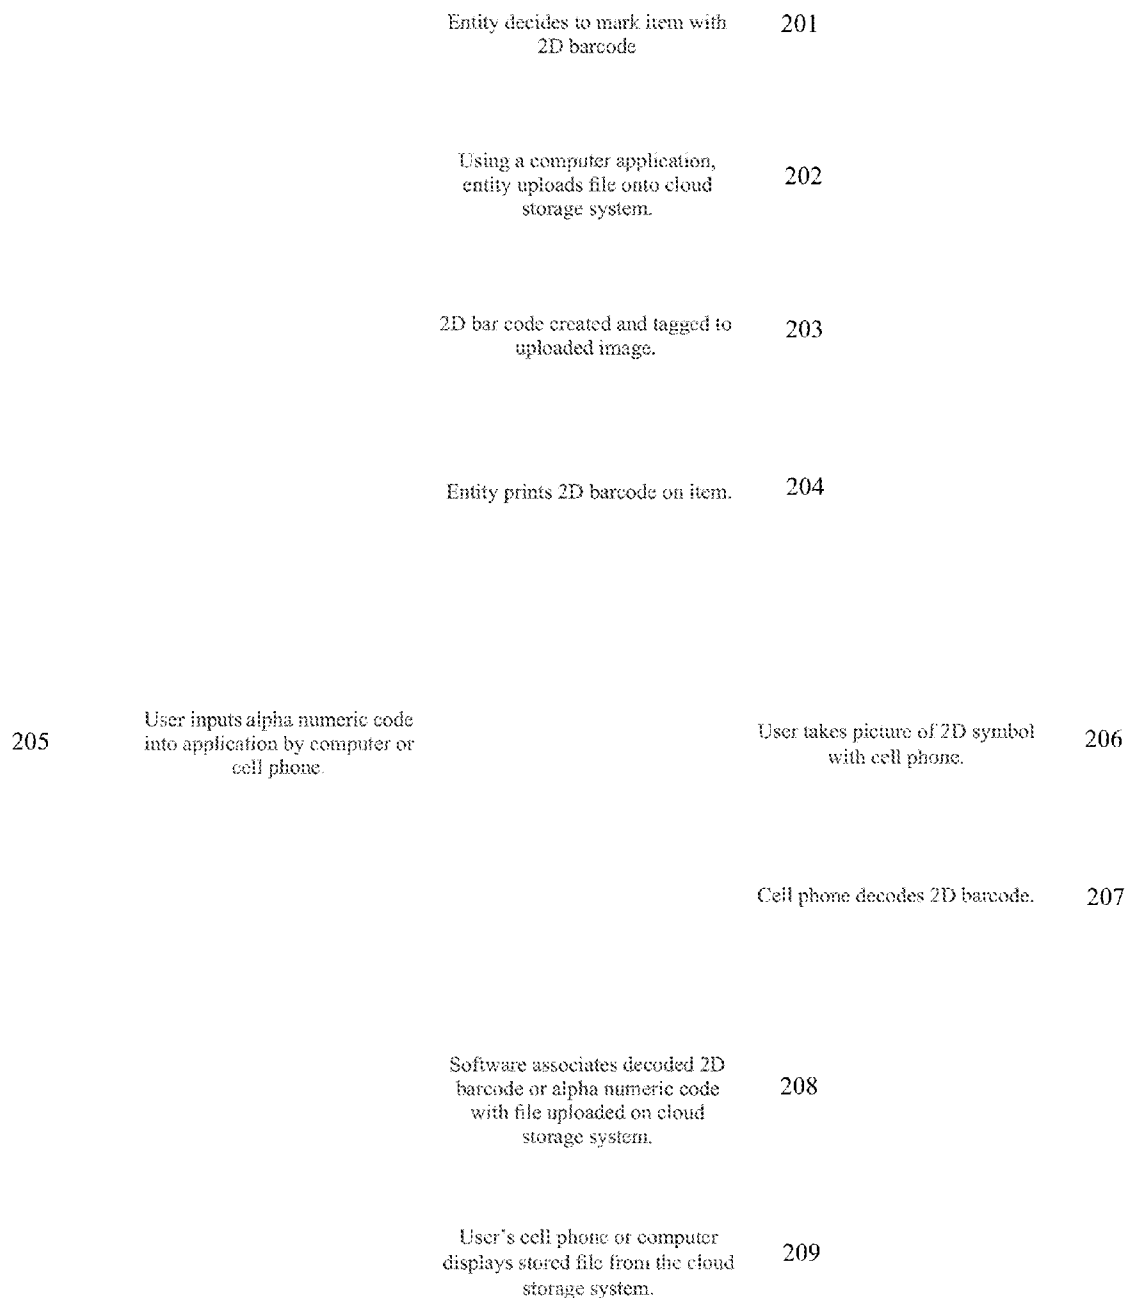 Entity decides to mark item with 201
2D barcode
Using a computer application,
entity uploads file onto cloud 202
storage system.
2D bar code created and tagged to 203
uploaded image.
Entity prints 2D barcode on item. 204
205
User inputs alpha numeric code
into application by computer or
cell phone.
User takes picture of 2D symbol 206
with cell phone.
Cell phone decodes 2D barcode. 207
Software associates decoded 2D
barcode or alpha numeric code 208
with file uploaded on cloud
storage system.
User's cell phone or computer
displays stored file from the cloud 209
storage system.